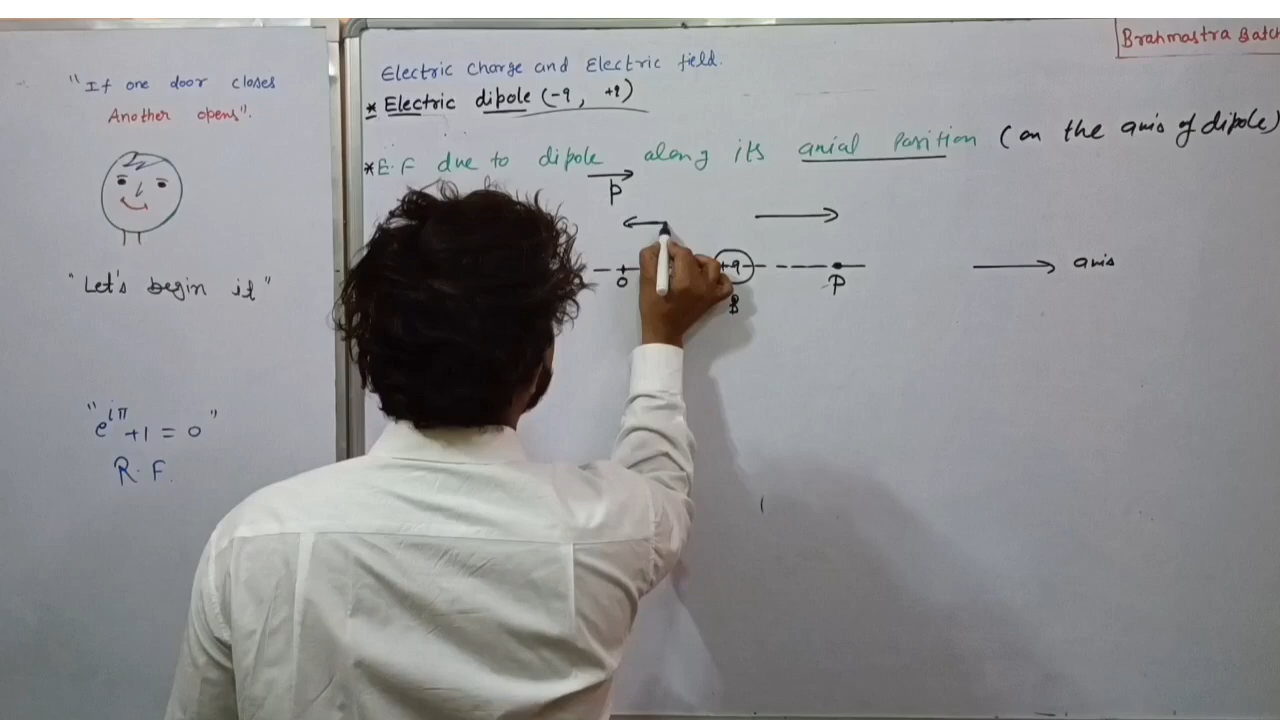 Brahmastra Batch
"If one door closes
Another opens".
"Let's begin it"
"e^iπ +1 = 0"
R. F.
Electric Charge and Electric field.
* Electric dipole (-q, +q)
* E.F due to dipole along its axial position (on the axis of dipole)
p
O +q P axis
B